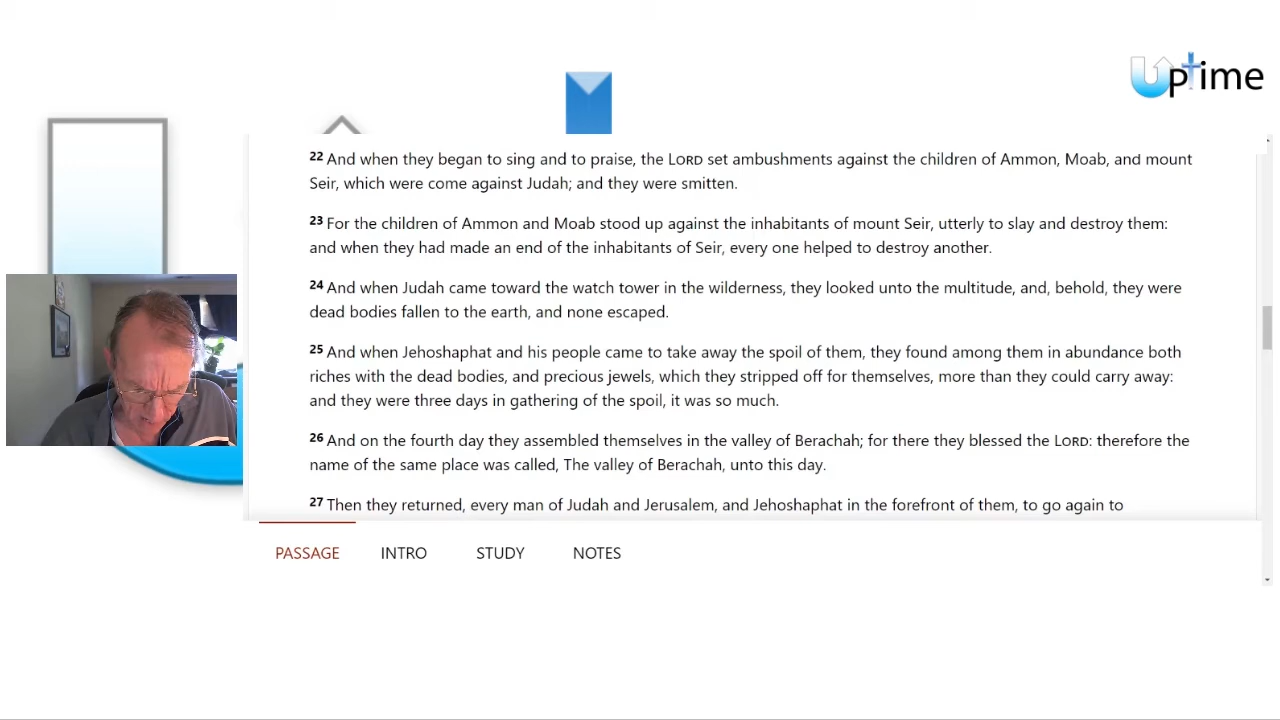 Uptime
22 And when they began to sing and to praise, the LORD set ambushments against the children of Ammon, Moab, and mount
Seir, which were come against Judah; and they were smitten.
23 For the children of Ammon and Moab stood up against the inhabitants of mount Seir, utterly to slay and destroy them:
and when they had made an end of the inhabitants of Seir, every one helped to destroy another.
24 And when Judah came toward the watch tower in the wilderness, they looked unto the multitude, and, behold, they were
dead bodies fallen to the earth, and none escaped.
25 And when Jehoshaphat and his people came to take away the spoil of them, they found among them in abundance both
riches with the dead bodies, and precious jewels, which they stripped off for themselves, more than they could carry away:
and they were three days in gathering of the spoil, it was so much.
26 And on the fourth day they assembled themselves in the valley of Berachah; for there they blessed the LORD: therefore the
name of the same place was called, The valley of Berachah, unto this day.
27 Then they returned, every man of Judah and Jerusalem, and Jehoshaphat in the forefront of them, to go again to
PASSAGE INTRO STUDY NOTES